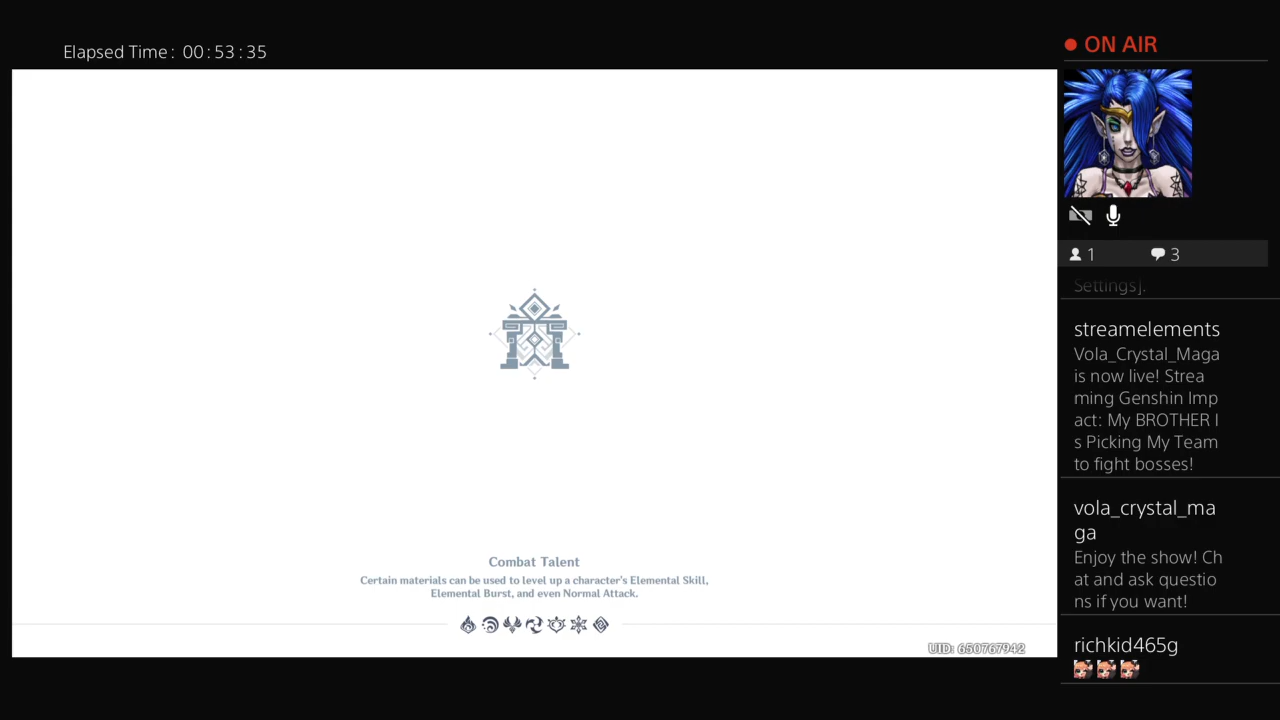 Elapsed Time: 00:53:35
ON AIR
1
3
Settings].
streamelements
Vola_Crystal_Maga
is now live! Strea
ming Genshin Imp
act: My BROTHER I
s Picking My Team
to fight bosses!
vola_crystal_ma
ga
Enjoy the show! Ch
at and ask questio
ns if you want!
richkid465g
Combat Talent
Certain materials can be used to level up a character's Elemental Skill,
Elemental Burst, and even Normal Attack.
UID: 650767942